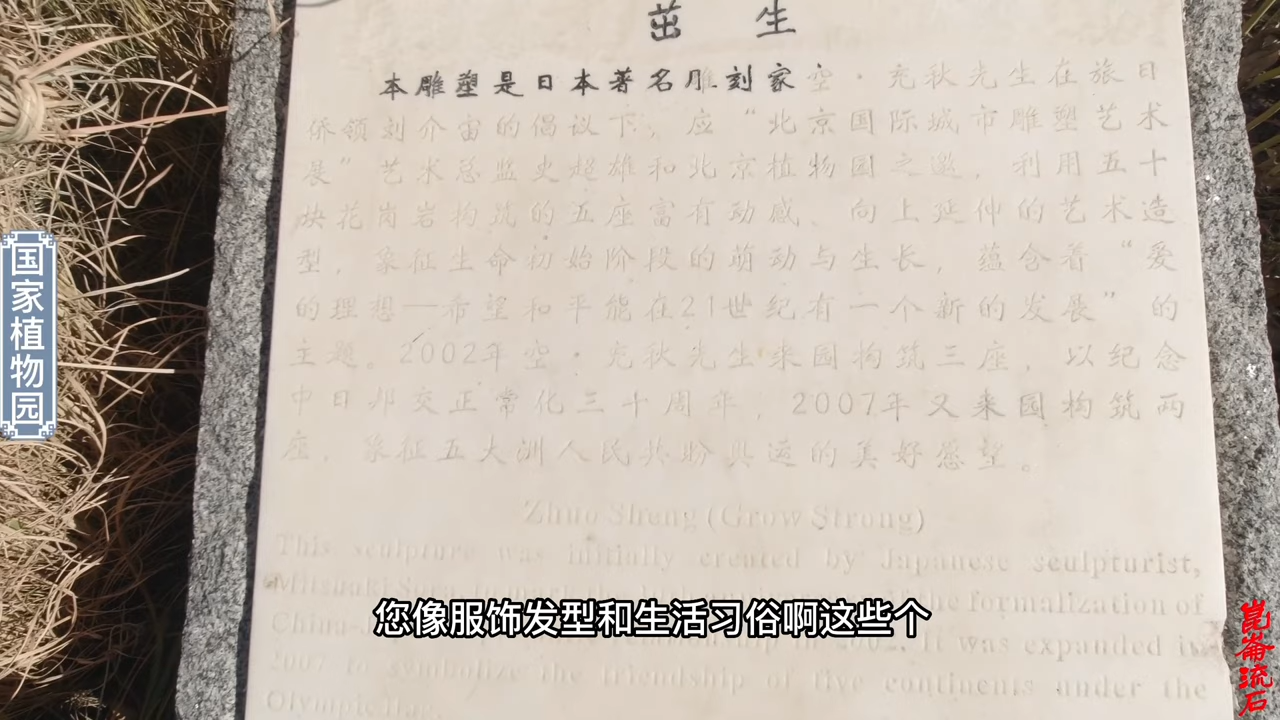 茁生
本雕塑是日本著名雕刻家空·充秋先生在旅日
侨领刘介宙的倡议下，应“北京国际城市雕塑艺术
展”艺术总监史超雄和北京植物园之邀，利用五十
块花岗岩构筑的五座富有动感、向上延伸的艺术造
型，象征生命初始阶段的萌动与生长，蕴含着“爱
的理想—希望和平能在21世纪有一个新的发展”的
主题。2002年空·充秋先生来园构筑三座，以纪念
中日邦交正常化三十周年，2007年又来园构筑两
座，象征五大洲人民共盼奥运的美好愿望。
Zhuo Sheng (Grow Strong)
This sculpture was initially created by Japanese sculpturist,
Mitsuaki Sora, the formalization of
China- relationship in 2002. It was expanded in
2007 to symbolize the friendship of five continents under the
Olympic flag.
您像服饰发型和生活习俗啊这些个
国家植物园
崑崙流石